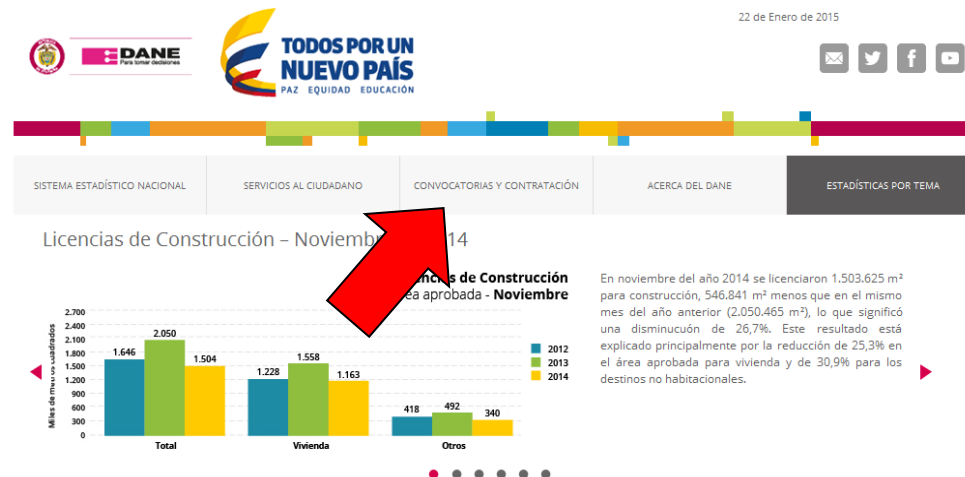 22 de Enero de 2015
DANE
Para tomar decisiones
TODOS POR UN
NUEVO PAÍS
PAZ EQUIDAD EDUCACIÓN
SISTEMA ESTADÍSTICO NACIONAL
SERVICIOS AL CIUDADANO
CONVOCATORIAS Y CONTRATACIÓN
ACERCA DEL DANE
ESTADÍSTICAS POR TEMA
Licencias de Construcción – Noviemb 14
de Construcción
aprobada - Noviembre
Miles de metros cuadrados
2.700
2.400
2.100
1.800
1.500
1.200
900
600
300
0
1.646
2.050
1.504
1.228
1.558
1.163
418
492
340
Total
Vivienda
Otros
2012
2013
2014
En noviembre del año 2014 se licenciaron 1.503.625 m²
para construcción, 546.841 m² menos que en el mismo
mes del año anterior (2.050.465 m²), lo que significó
una disminucuón de 26,7%. Este resultado está
explicado principalmente por la reducción de 25,3% en
el área aprobada para vivienda y de 30,9% para los
destinos no habitacionales.